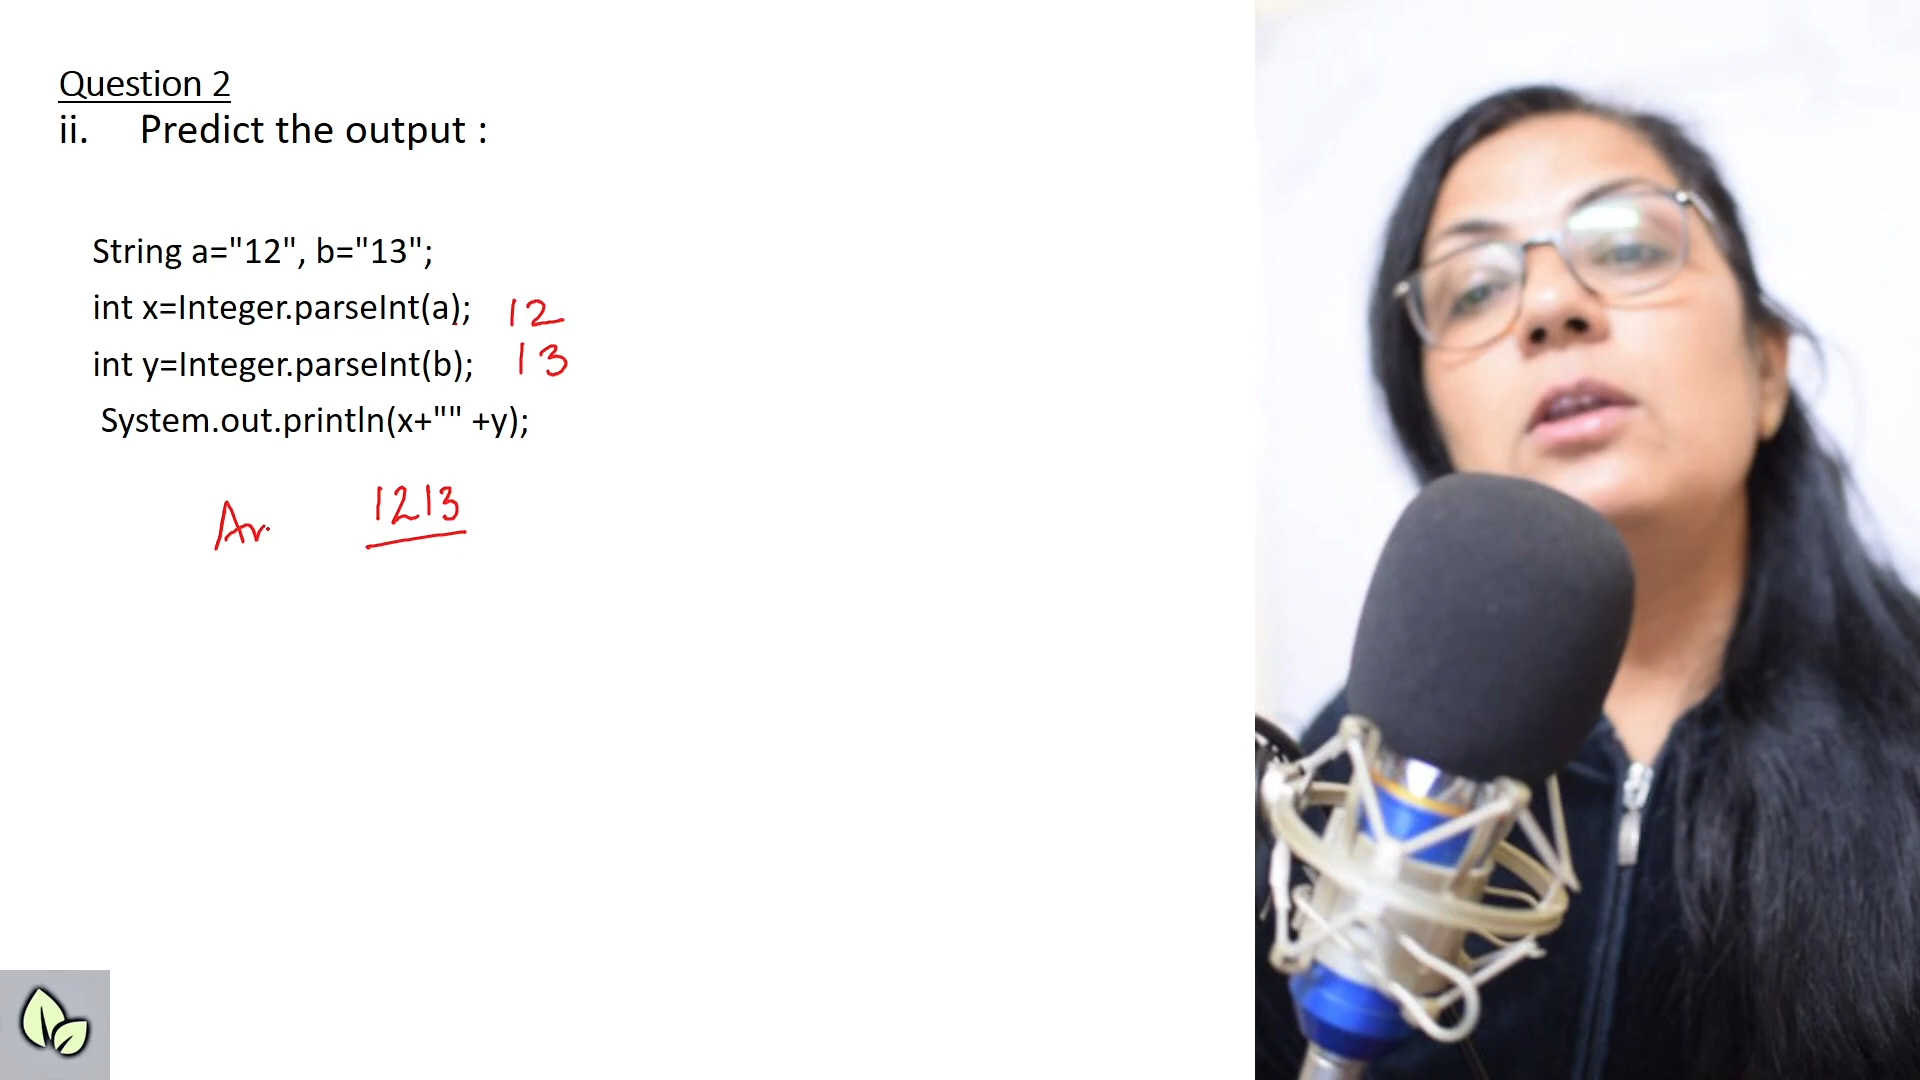 Question 2
ii. Predict the output :
String a="12", b="13";
int x=Integer.parseInt(a); 12
int y=Integer.parseInt(b); 13
System.out.println(x+"" +y);
1213